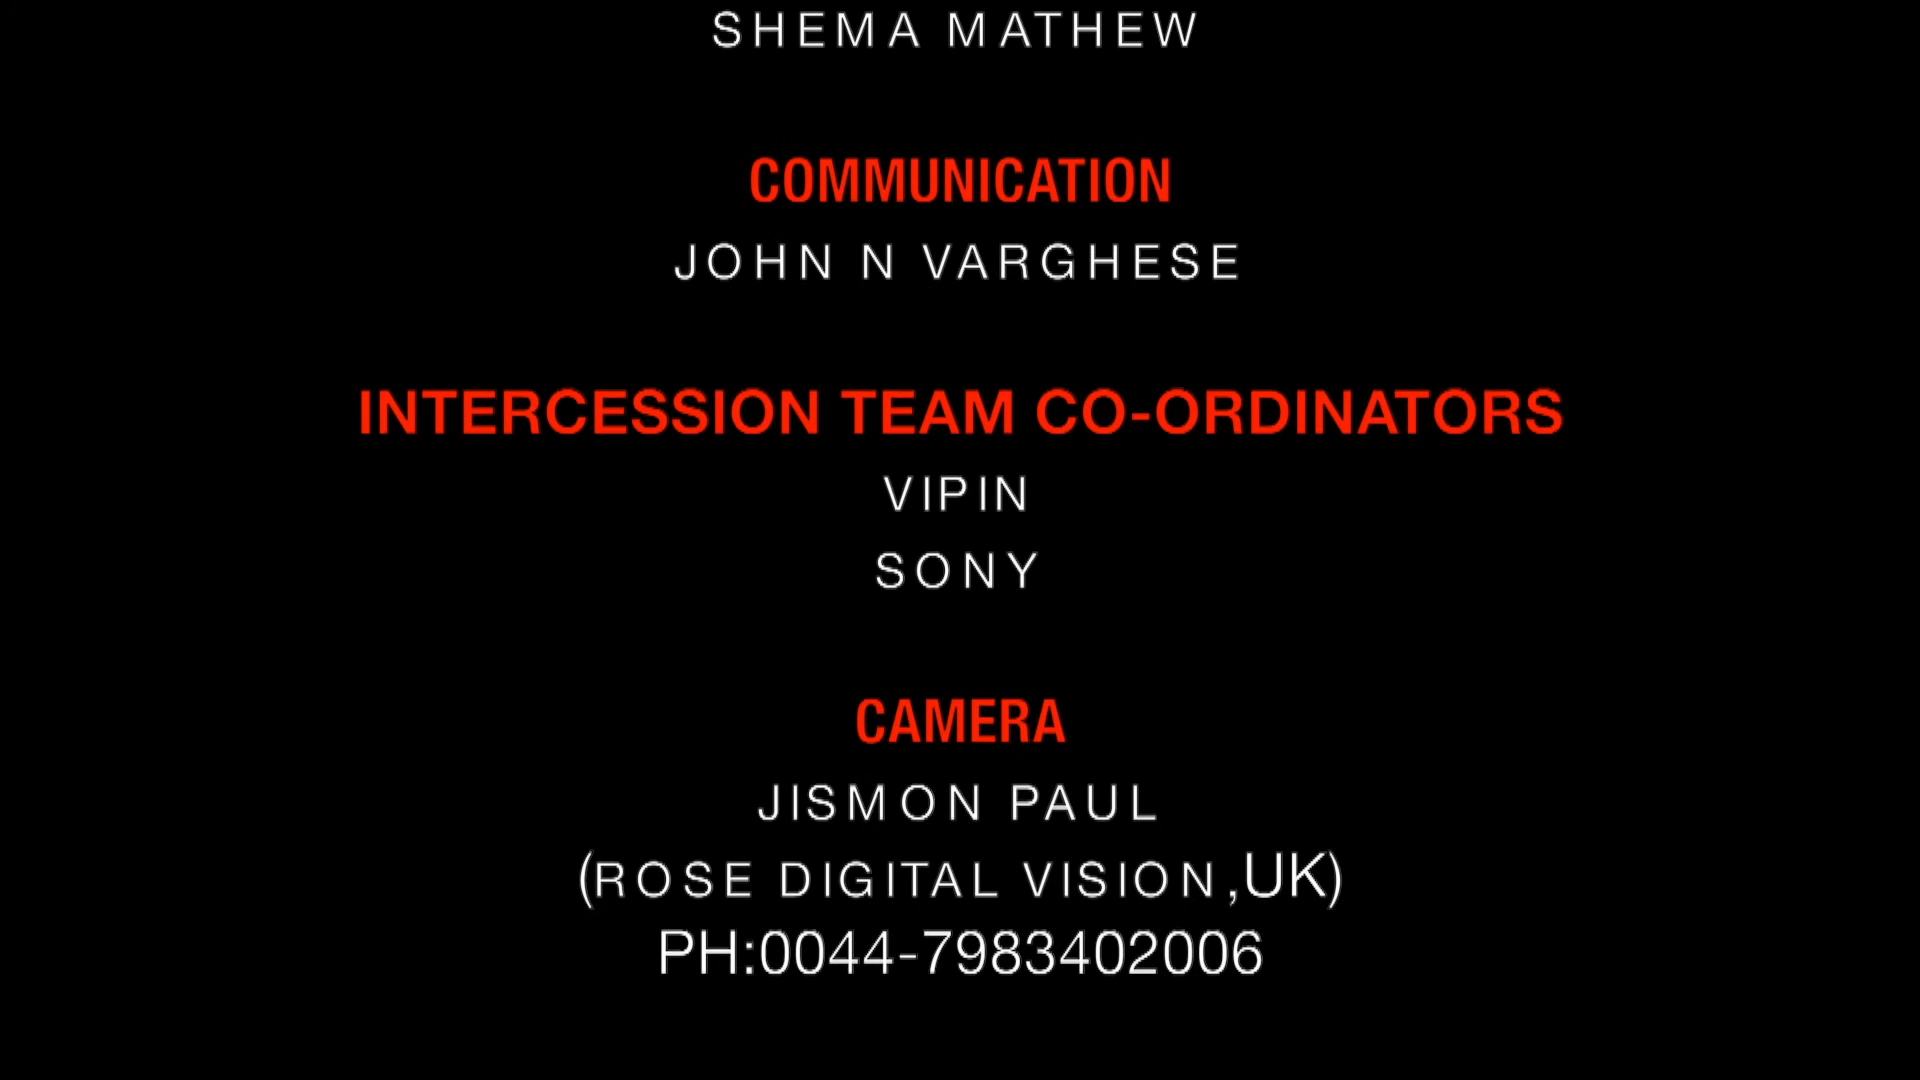 SHEMA MATHEW
COMMUNICATION
JOHN N VARGHESE
INTERCESSION TEAM CO-ORDINATORS
VIPIN
SONY
CAMERA
JISMON PAUL
(ROSE DIGITAL VISION,UK)
PH:0044-7983402006